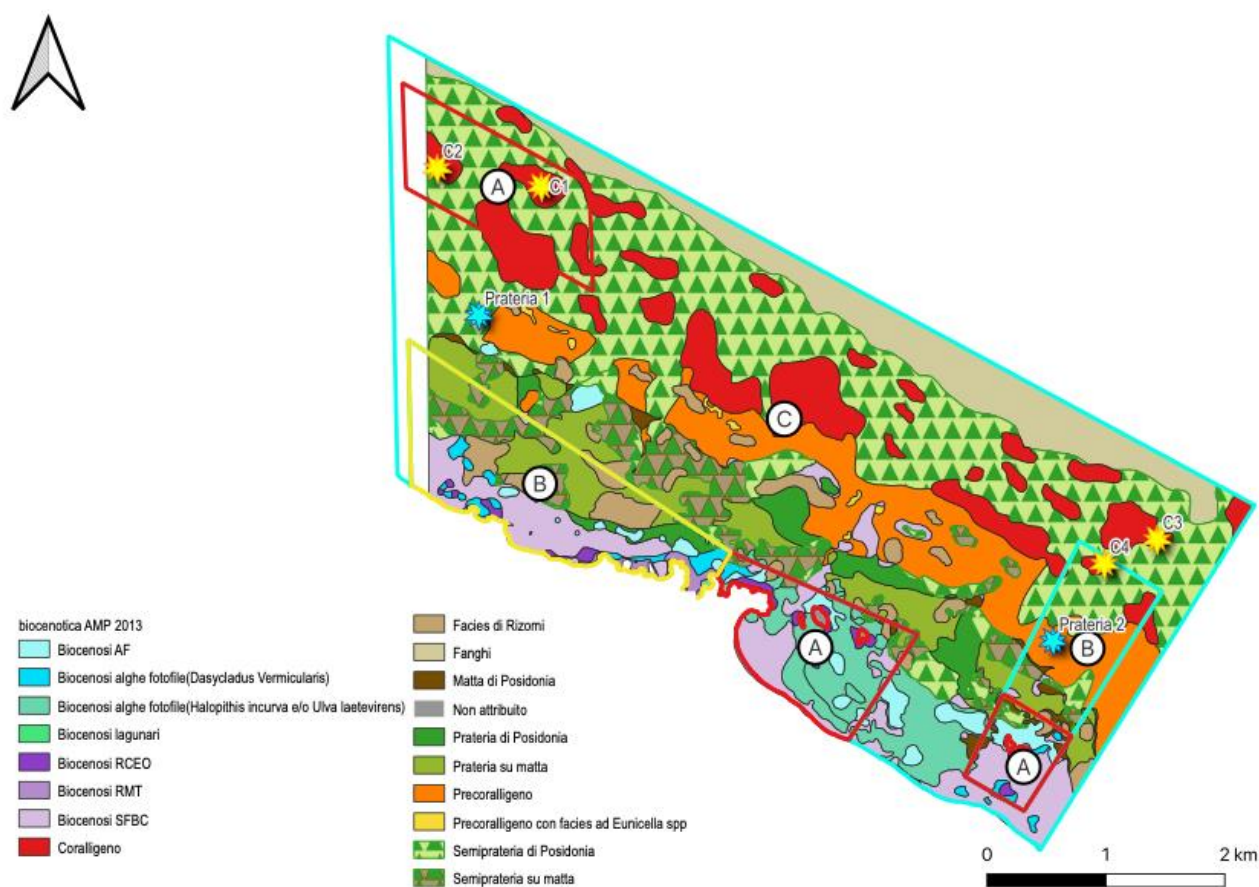 C2
A
C1
Prateria 1
C
B
C3
C4
Prateria 2
B
A
A
biocenotica AMP 2013
Biocenosi AF
Biocenosi alghe fotofile(Dasycladus Vermicularis)
Biocenosi alghe fotofile(Halopithis incurva e/o Ulva laetevirens)
Biocenosi lagunari
Biocenosi RCEO
Biocenosi RMT
Biocenosi SFBC
Coralligeno
Facies di Rizomi
Fanghi
Matta di Posidonia
Non attribuito
Prateria di Posidonia
Prateria su matta
Precoralligeno
Precoralligeno con facies ad Eunicella spp
Semiprateria di Posidonia
Semiprateria su matta
0 1 2 km